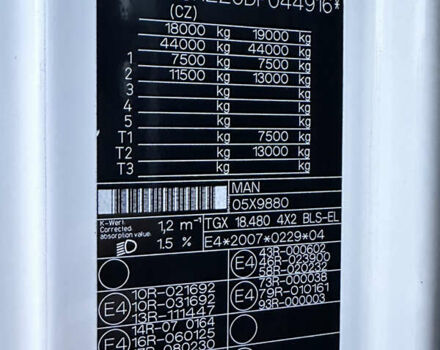 (CZ)
18000 kg 19000 kg
44000 kg 44000 kg
1 7500 kg 7500 kg
2 11500 kg 13000 kg
3 kg kg
4 kg kg
5 kg kg
T1 kg 7500 kg
T2 kg 13000 kg
T3 kg kg
MAN
05X9880
K-Wert
Corrected
absorption value: 1,2 m⁻¹
1.5 %
TGX 18.480 4X2 BLS-EL
E4*2007*0229*04
43R-000602
E4 46R-023900
58R-020232
73R-000038
E4 79R-010161
93R-000003
10R-021692
E4 10R-031692
13R-111447
14R-07 0164
E4 16R-060125
17R-080230